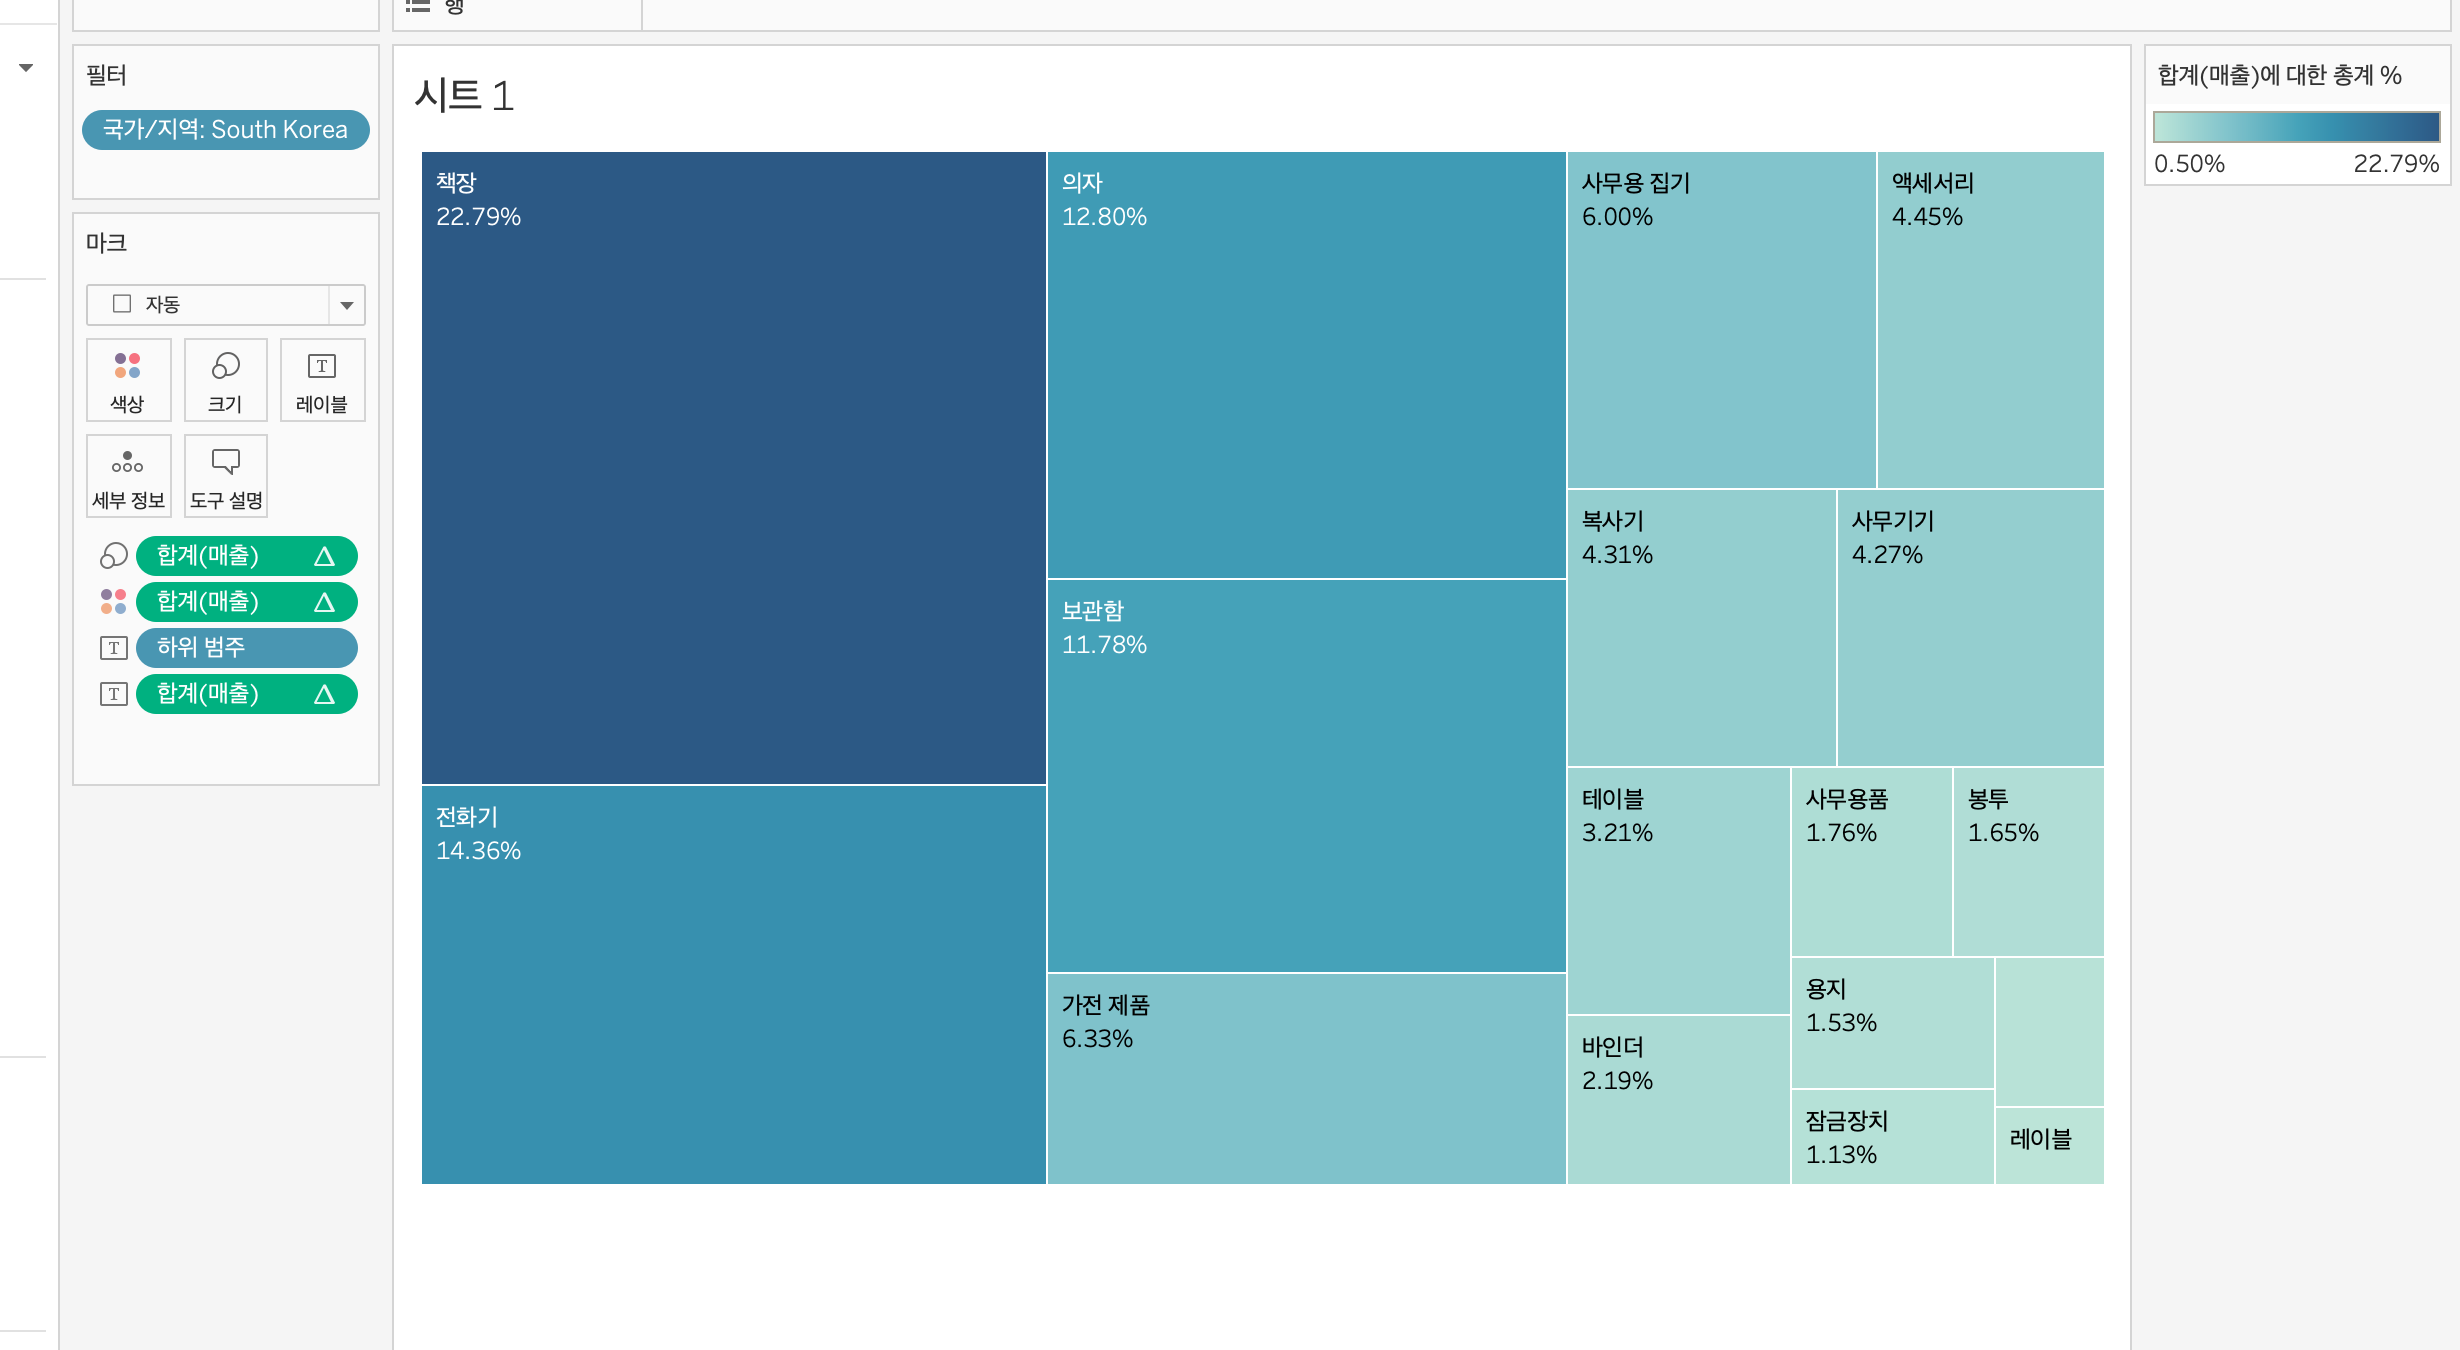 행
필터
국가/지역: South Korea
마크
자동
색상
크기
레이블
세부 정보
도구 설명
합계(매출)
합계(매출)
하위 범주
합계(매출)
시트 1
책장
22.79%
전화기
14.36%
의자
12.80%
보관함
11.78%
가전 제품
6.33%
사무용 집기
6.00%
액세서리
4.45%
복사기
4.31%
사무기기
4.27%
테이블
3.21%
바인더
2.19%
사무용품
1.76%
봉투
1.65%
용지
1.53%
잠금장치
1.13%
레이블
합계(매출)에 대한 총계 %
0.50%
22.79%